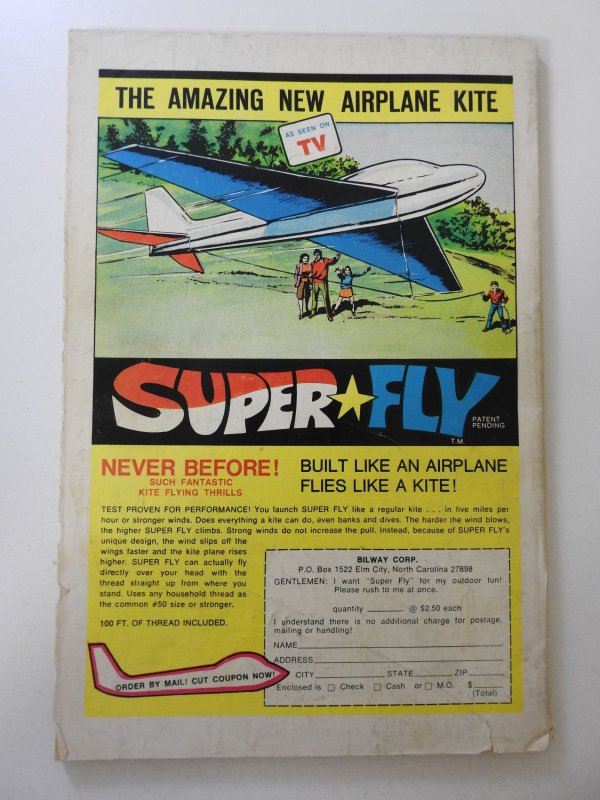 THE AMAZING NEW AIRPLANE KITE
AS SEEN ON
TV
SUPER FLY
PATENT
PENDING
T.M
NEVER BEFORE!
SUCH FANTASTIC
KITE FLYING THRILLS
BUILT LIKE AN AIRPLANE
FLIES LIKE A KITE!
TEST PROVEN FOR PERFORMANCE! You launch SUPER FLY like a regular kite . . . in five miles per
hour or stronger winds. Does everything a kite can do, even banks and dives. The harder the wind blows,
the higher SUPER FLY climbs. Strong winds do not increase the pull. Instead, because of SUPER FLY's
unique design, the wind slips off the
wings faster and the kite plane rises
higher. SUPER FLY can actually fly
directly over your head with the
thread straight up from where you
stand. Uses any household thread as
the common #50 size or stronger.
100 FT. OF THREAD INCLUDED.
ORDER BY MAIL! CUT COUPON NOW!
BILWAY CORP.
P.O. Box 1522 Elm City, North Carolina 27898
GENTLEMEN: I want "Super Fly" for my outdoor fun!
Please rush to me at once.
quantity ________ @ $2.50 each
I understand there is no additional charge for postage,
mailing or handling!
NAME
ADDRESS
CITY STATE ZIP
Enclosed is □ Check □ Cash or □ M.O. $
(Total)